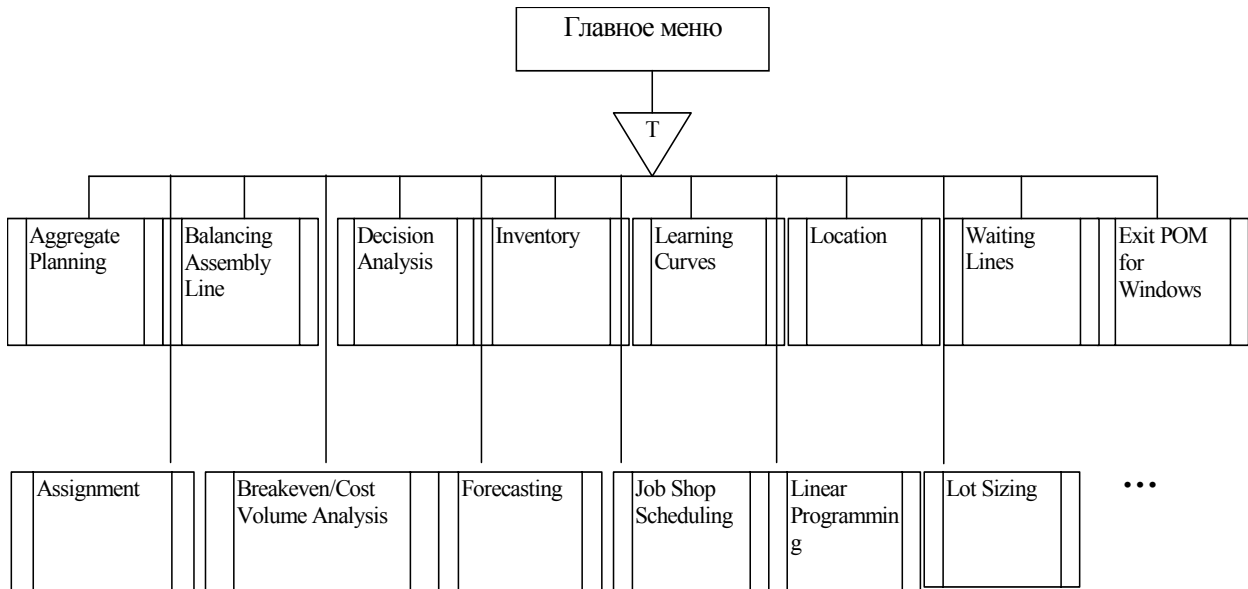 Главное меню
T
Aggregate
Planning
Balancing
Assembly
Line
Decision
Analysis
Inventory
Learning
Curves
Location
Waiting
Lines
Exit POM
for
Windows
Assignment
Breakeven/Cost
Volume Analysis
Forecasting
Job Shop
Scheduling
Linear
Programmin
g
Lot Sizing
...